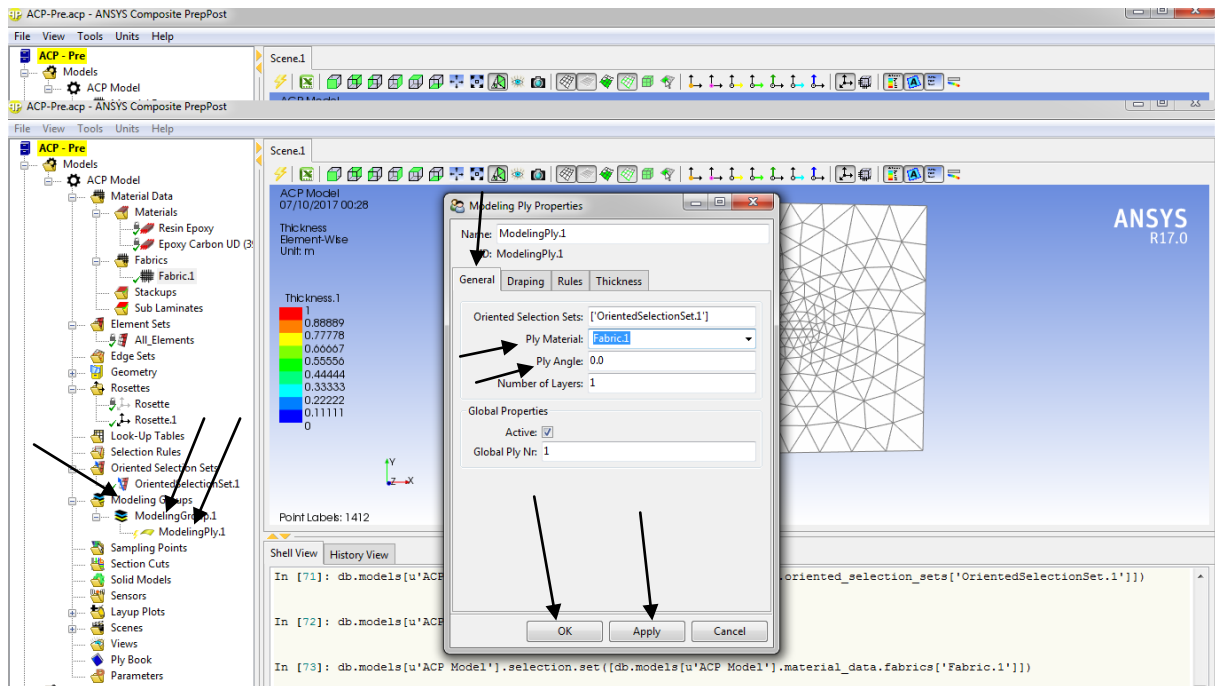 ACP-Pre.acp - ANSYS Composite PrepPost
File View Tools Units Help
ACP - Pre
Models
ACP Model
Scene.1
ACP-Pre.acp - ANSYS Composite PrepPost
File View Tools Units Help
ACP - Pre
Models
ACP Model
Material Data
Materials
Resin Epoxy
Epoxy Carbon UD (39
Fabrics
Fabric.1
Stackups
Sub Laminates
Element Sets
All_Elements
Edge Sets
Geometry
Rosettes
Rosette
Rosette.1
Look-Up Tables
Selection Rules
Oriented Selection Sets
OrientedSelectionSet.1
Modeling Groups
ModelingGroup.1
ModelingPly.1
Sampling Points
Section Cuts
Solid Models
Sensors
Layup Plots
Scenes
Views
Ply Book
Parameters
Scene.1
ACP Model
07/10/2017 00:28
Thickness
Element-Wise
Unit: m
Thickness.1
1
0.88889
0.77778
0.66667
0.55556
0.44444
0.33333
0.22222
0.11111
0
Y
Z
X
Point Labels: 1412
ANSYS
R17.0
Modeling Ply Properties
Name: ModelingPly.1
ID: ModelingPly.1
General Draping Rules Thickness
Oriented Selection Sets: ['OrientedSelectionSet.1']
Ply Material: Fabric.1
Ply Angle: 0.0
Number of Layers: 1
Global Properties
Active:
Global Ply Nr: 1
OK Apply Cancel
Shell View History View
In [71]: db.models[u'ACP .oriented_selection_sets['OrientedSelectionSet.1']])
In [72]: db.models[u'ACP
In [73]: db.models[u'ACP Model'].selection.set([db.models[u'ACP Model'].material_data.fabrics['Fabric.1']])